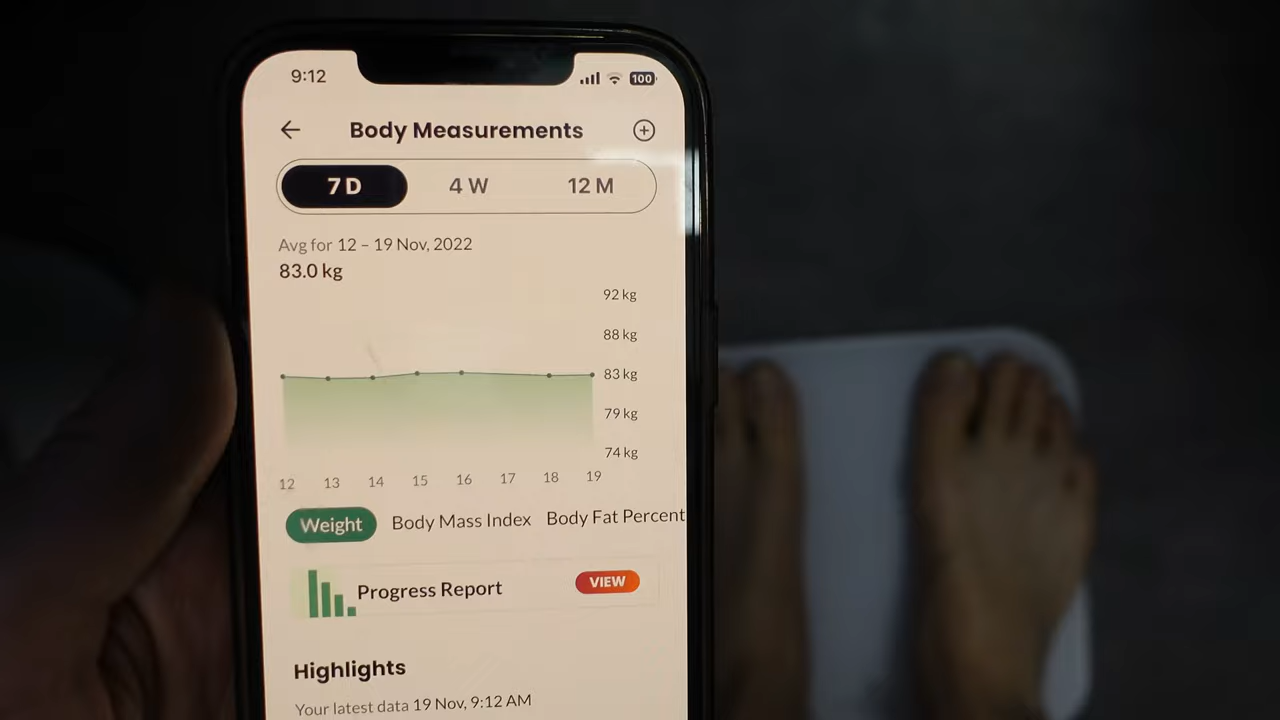 9:12
100
Body Measurements
7 D 4 W 12 M
Avg for 12 – 19 Nov, 2022
83.0 kg
92 kg
88 kg
83 kg
79 kg
74 kg
12 13 14 15 16 17 18 19
Weight Body Mass Index Body Fat Percent
Progress Report VIEW
Highlights
Your latest data 19 Nov, 9:12 AM